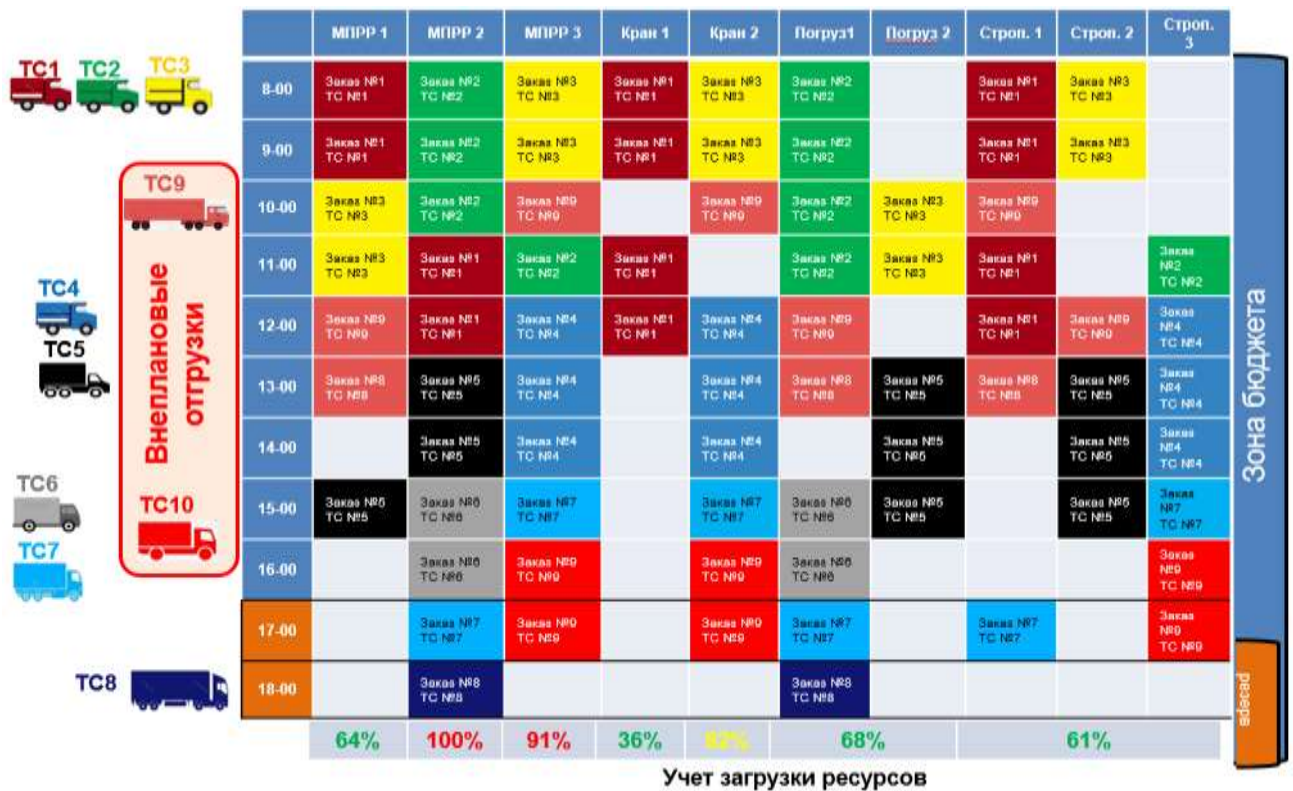 МПРР 1
МПРР 2
МПРР 3
Кран 1
Кран 2
Погруз1
Погруз 2
Строп. 1
Строп. 2
Строп.
3
ТС1
ТС2
ТС3
8-00
Заказ №1
ТС №1
Заказ №2
ТС №2
Заказ №3
ТС №3
Заказ №1
ТС №1
Заказ №3
ТС №3
Заказ №2
ТС №2
Заказ №1
ТС №1
Заказ №3
ТС №3
9-00
Заказ №1
ТС №1
Заказ №2
ТС №2
Заказ №3
ТС №3
Заказ №1
ТС №1
Заказ №3
ТС №3
Заказ №2
ТС №2
Заказ №1
ТС №1
Заказ №3
ТС №3
ТС9
10-00
Заказ №3
ТС №3
Заказ №2
ТС №2
Заказ №9
ТС №9
Заказ №9
ТС №9
Заказ №2
ТС №2
Заказ №3
ТС №3
Заказ №9
ТС №9
11-00
Заказ №3
ТС №3
Заказ №1
ТС №1
Заказ №2
ТС №2
Заказ №1
ТС №1
Заказ №2
ТС №2
Заказ №3
ТС №3
Заказ №1
ТС №1
Заказ
№2
ТС №2
ТС4
ТС5
Внеплановые
отгрузки
12-00
Заказ №9
ТС №9
Заказ №1
ТС №1
Заказ №4
ТС №4
Заказ №1
ТС №1
Заказ №4
ТС №4
Заказ №9
ТС №9
Заказ №1
ТС №1
Заказ №9
ТС №9
Заказ
№4
ТС №4
13-00
Заказ №8
ТС №8
Заказ №5
ТС №5
Заказ №4
ТС №4
Заказ №4
ТС №4
Заказ №8
ТС №8
Заказ №5
ТС №5
Заказ №8
ТС №8
Заказ №5
ТС №5
Заказ
№4
ТС №4
14-00
Заказ №5
ТС №5
Заказ №4
ТС №4
Заказ №4
ТС №4
Заказ №5
ТС №5
Заказ №5
ТС №5
Заказ
№4
ТС №4
ТС6
ТС10
15-00
Заказ №5
ТС №5
Заказ №6
ТС №6
Заказ №7
ТС №7
Заказ №7
ТС №7
Заказ №6
ТС №6
Заказ №5
ТС №5
Заказ №5
ТС №5
Заказ
№7
ТС №7
ТС7
16-00
Заказ №6
ТС №6
Заказ №9
ТС №9
Заказ №9
ТС №9
Заказ №6
ТС №6
Заказ
№9
ТС №9
17-00
Заказ №7
ТС №7
Заказ №9
ТС №9
Заказ №9
ТС №9
Заказ №7
ТС №7
Заказ №7
ТС №7
Заказ
№9
ТС №9
ТС8
18-00
Заказ №8
ТС №8
Заказ №8
ТС №8
Зона бюджета
64%
100%
91%
36%
82%
68%
61%
Учет загрузки ресурсов